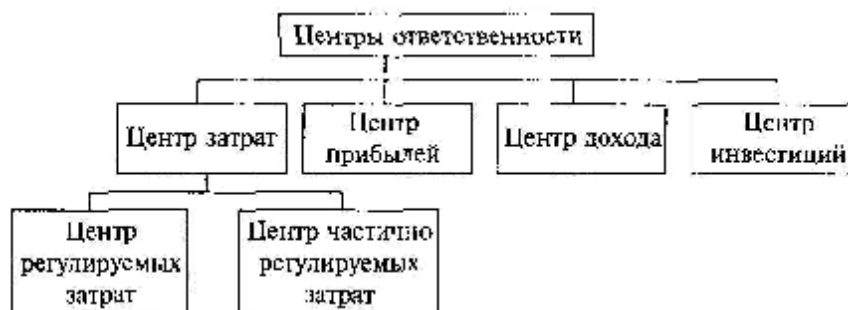 Центры ответственности
Центр затрат
Центр
прибылей
Центр дохода
Центр
инвестиций
Центр
регулируемых
затрат
Центр частично
регулируемых
затрат